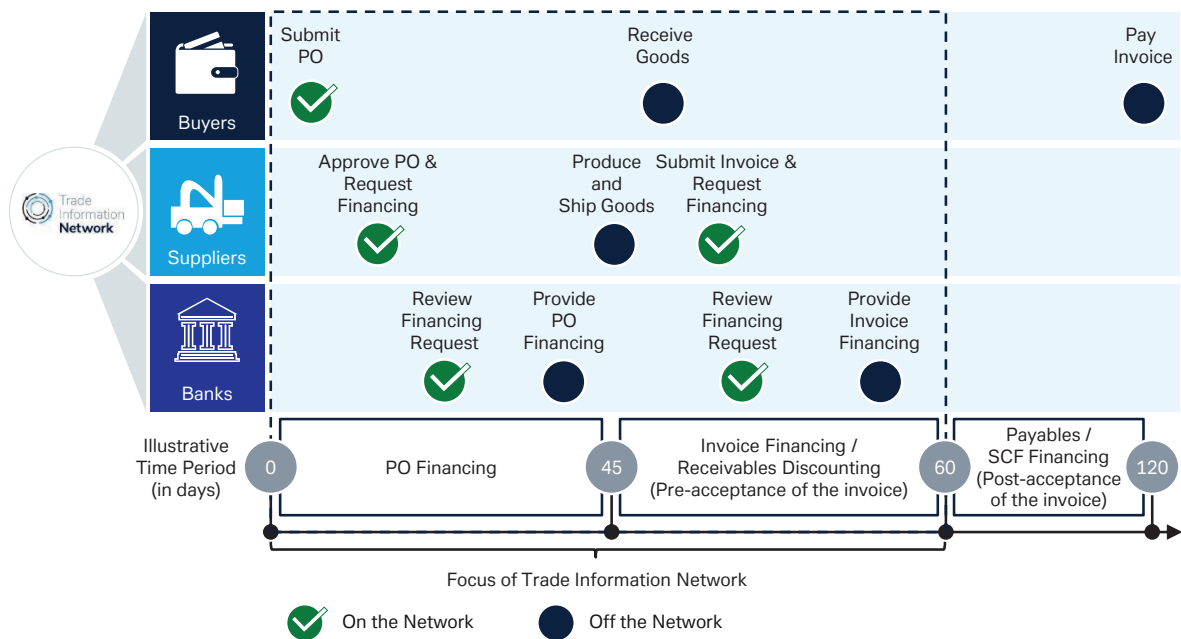 Submit
PO
Receive
Goods
Pay
Invoice
Buyers
Trade
Information
Network
Approve PO &
Request
Financing
Produce
and
Ship Goods
Submit Invoice &
Request
Financing
Suppliers
Review
Financing
Request
Provide
PO
Financing
Review
Financing
Request
Provide
Invoice
Financing
Banks
Illustrative
Time Period
(in days)
0
PO Financing
45
Invoice Financing /
Receivables Discounting
(Pre-acceptance of the invoice)
60
Payables /
SCF Financing
(Post-acceptance
of the invoice)
120
Focus of Trade Information Network
On the Network
Off the Network